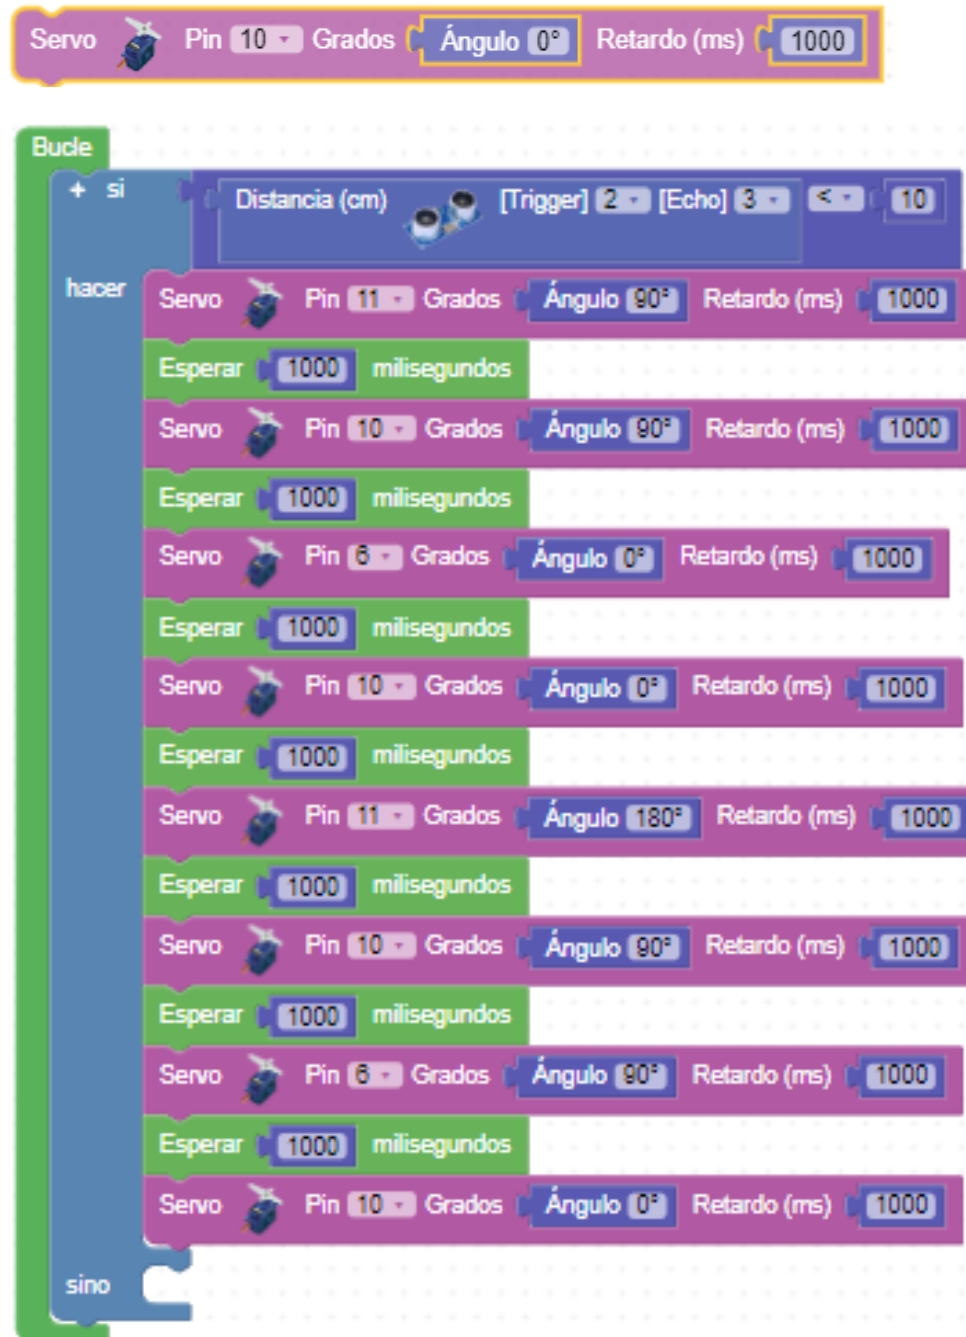 Servo Pin 10 Grados Ángulo 0° Retardo (ms) 1000
Bucle
+ si Distancia (cm) [Trigger] 2 [Echo] 3 < 10
hacer Servo Pin 11 Grados Ángulo 90° Retardo (ms) 1000
Esperar 1000 milisegundos
Servo Pin 10 Grados Ángulo 90° Retardo (ms) 1000
Esperar 1000 milisegundos
Servo Pin 6 Grados Ángulo 0° Retardo (ms) 1000
Esperar 1000 milisegundos
Servo Pin 10 Grados Ángulo 0° Retardo (ms) 1000
Esperar 1000 milisegundos
Servo Pin 11 Grados Ángulo 180° Retardo (ms) 1000
Esperar 1000 milisegundos
Servo Pin 10 Grados Ángulo 90° Retardo (ms) 1000
Esperar 1000 milisegundos
Servo Pin 6 Grados Ángulo 90° Retardo (ms) 1000
Esperar 1000 milisegundos
Servo Pin 10 Grados Ángulo 0° Retardo (ms) 1000
sino